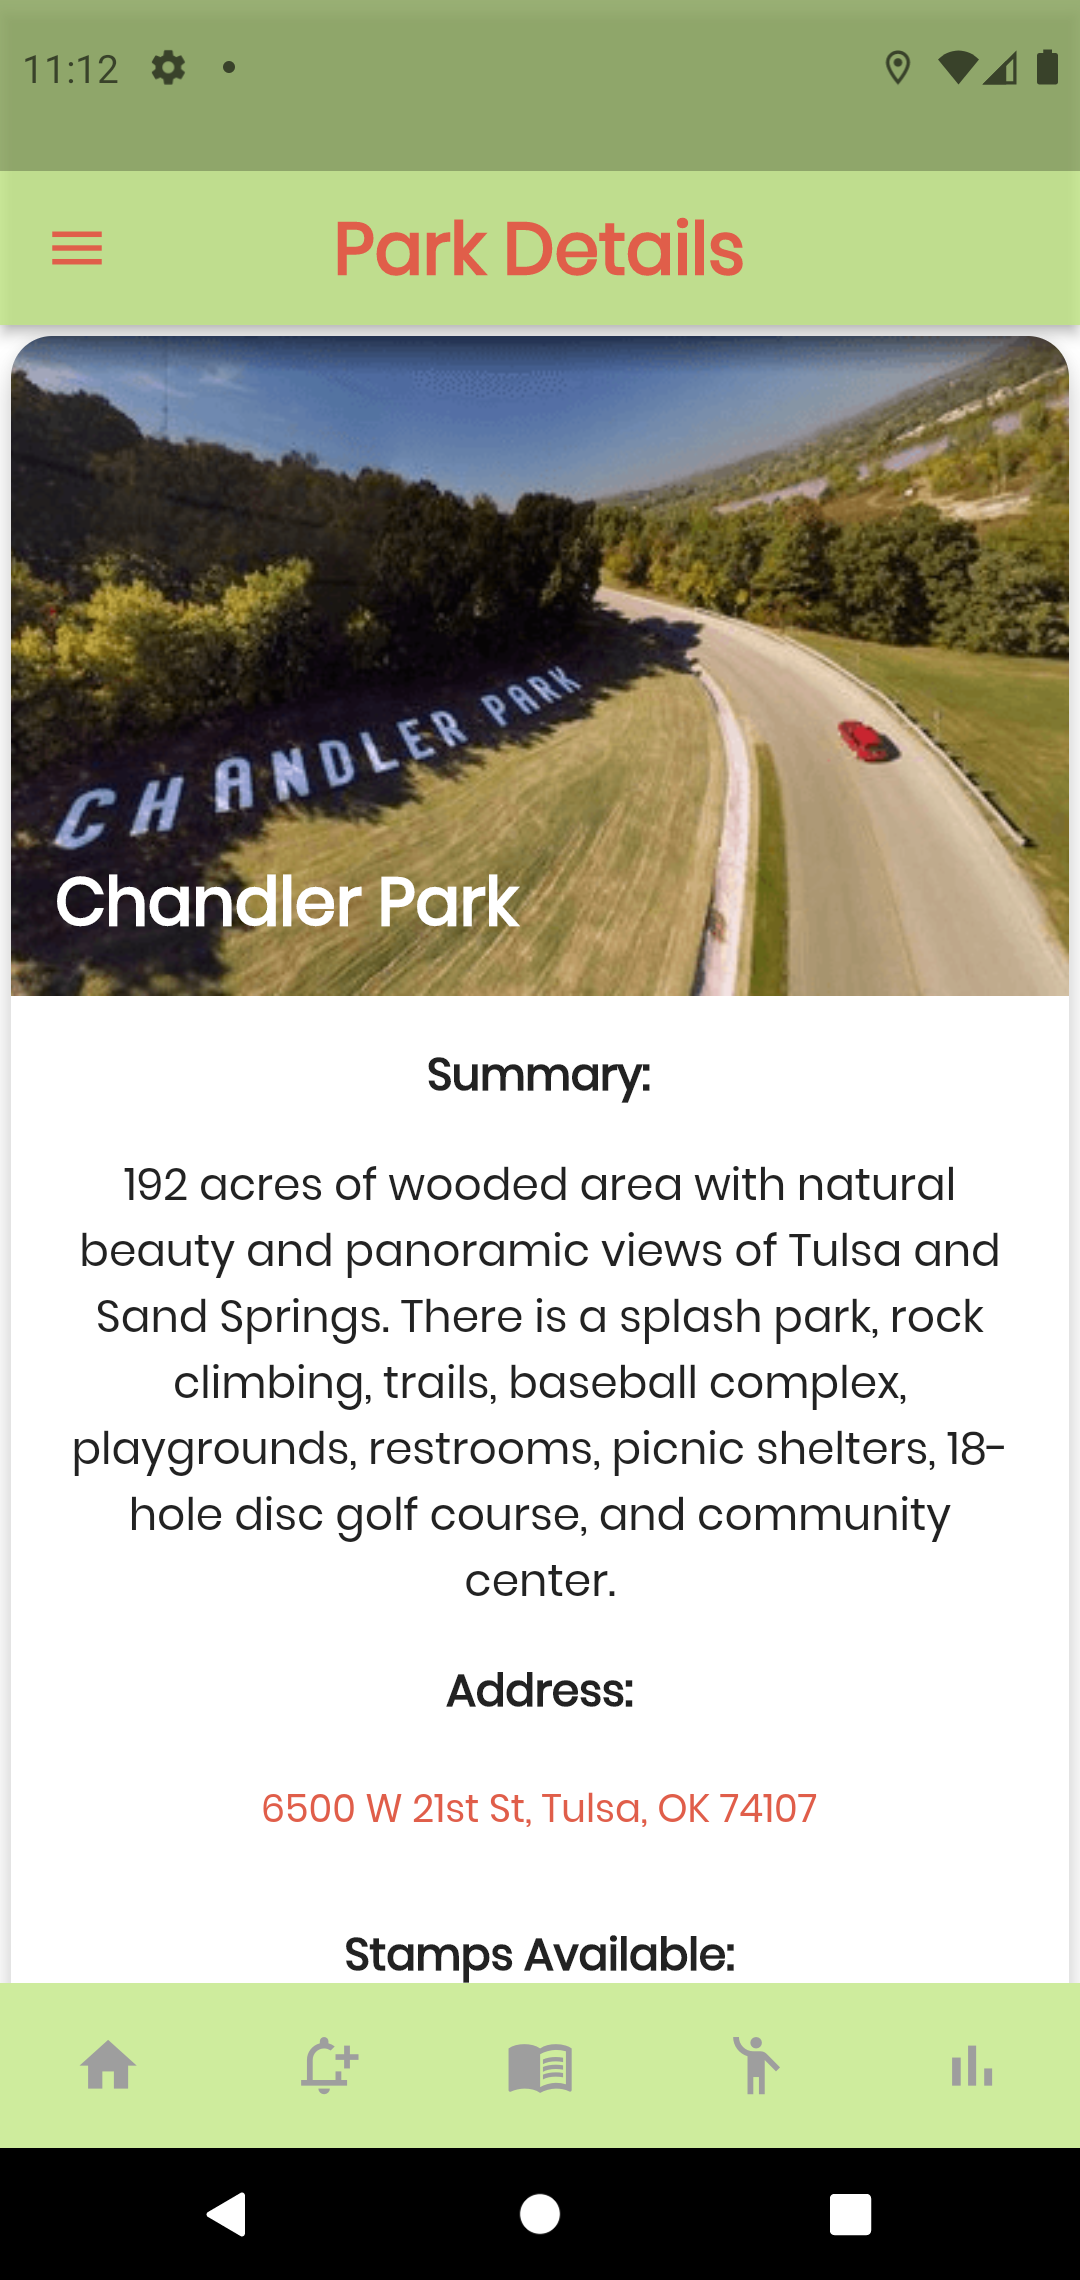 11:12
Park Details
CHANDLER PARK
Chandler Park
Summary:
192 acres of wooded area with natural
beauty and panoramic views of Tulsa and
Sand Springs. There is a splash park, rock
climbing, trails, baseball complex,
playgrounds, restrooms, picnic shelters, 18-
hole disc golf course, and community
center.
Address:
6500 W 21st St, Tulsa, OK 74107
Stamps Available: